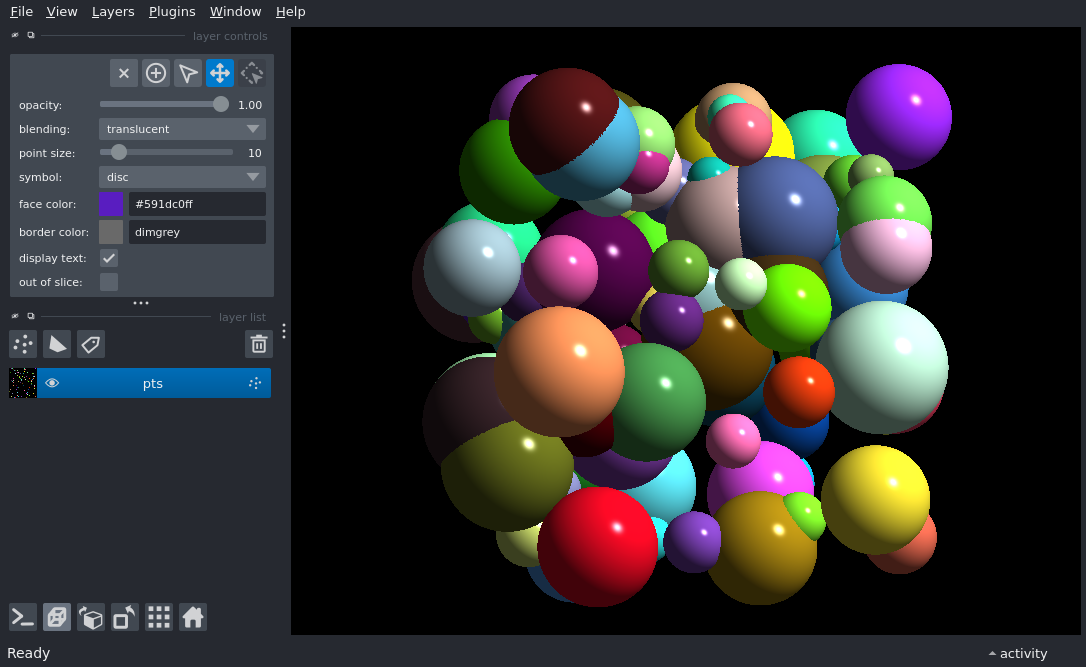 File View Layers Plugins Window Help
layer controls
opacity: 1.00
blending: translucent
point size: 10
symbol: disc
face color: #591dc0ff
border color: dimgrey
display text:
out of slice:
layer list
pts
Ready
activity